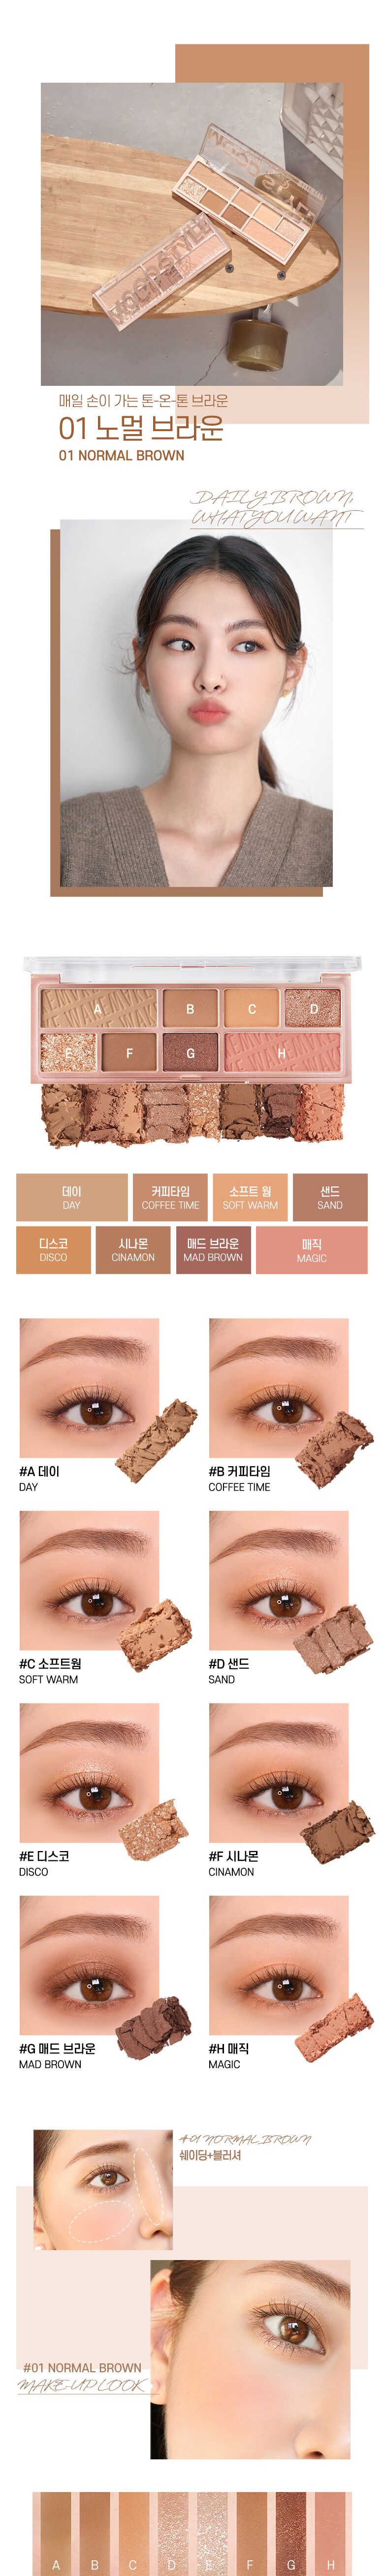 MOODSTYLE
매일 손이 가는 톤-온-톤 브라운
01 노멀 브라운
01 NORMAL BROWN
DAILY BROWN,
WHAT YOU WANT
A B C D
E F G H
데이 커피타임 소프트 웜 샌드
DAY COFFEE TIME SOFT WARM SAND
디스코 시나몬 매드 브라운 매직
DISCO CINAMON MAD BROWN MAGIC
#A 데이
DAY
#B 커피타임
COFFEE TIME
#C 소프트웜
SOFT WARM
#D 샌드
SAND
#E 디스코
DISCO
#F 시나몬
CINAMON
#G 매드 브라운
MAD BROWN
#H 매직
MAGIC
#01 NORMAL BROWN
쉐이딩+블러셔
#01 NORMAL BROWN
MAKE-UP LOOK
A B C D E F G H